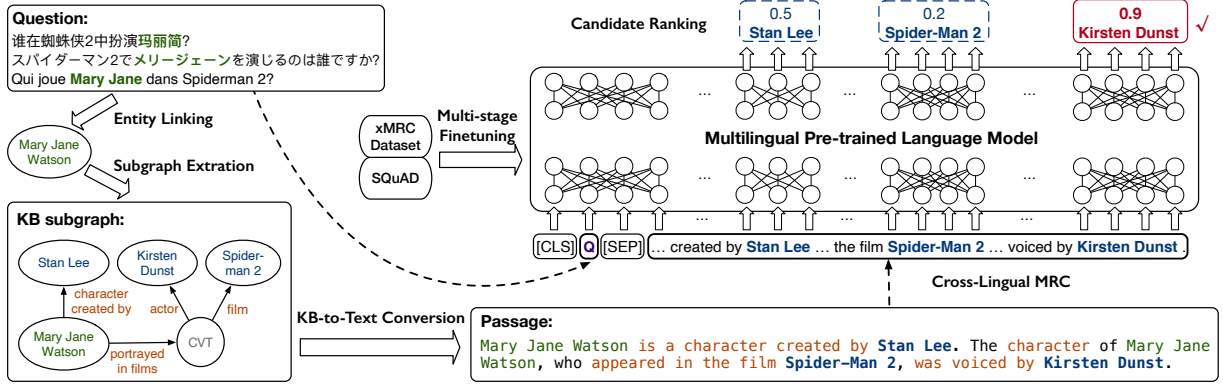 Question:
谁在蜘蛛侠2中扮演玛丽简?
スパイダーマン2でメリージェーンを演じるのは誰ですか?
Qui joue Mary Jane dans Spiderman 2?
Entity Linking
Mary Jane
Watson
Subgraph Extration
KB subgraph:
Stan Lee
Kirsten
Dunst
Spider-
man 2
character
created by
actor
film
Mary Jane
Watson
portrayed
in films
CVT
KB-to-Text Conversion
xMRC
Dataset
SQuAD
Multi-stage
Finetuning
Candidate Ranking
0.5
Stan Lee
0.2
Spider-Man 2
0.9
Kirsten Dunst
√
... ... ...
Multilingual Pre-trained Language Model
... ... ...
... ... ...
[CLS] Q [SEP] ... created by Stan Lee ... the film Spider-Man 2 ... voiced by Kirsten Dunst .
Cross-Lingual MRC
Passage:
Mary Jane Watson is a character created by Stan Lee. The character of Mary Jane
Watson, who appeared in the film Spider-Man 2, was voiced by Kirsten Dunst.